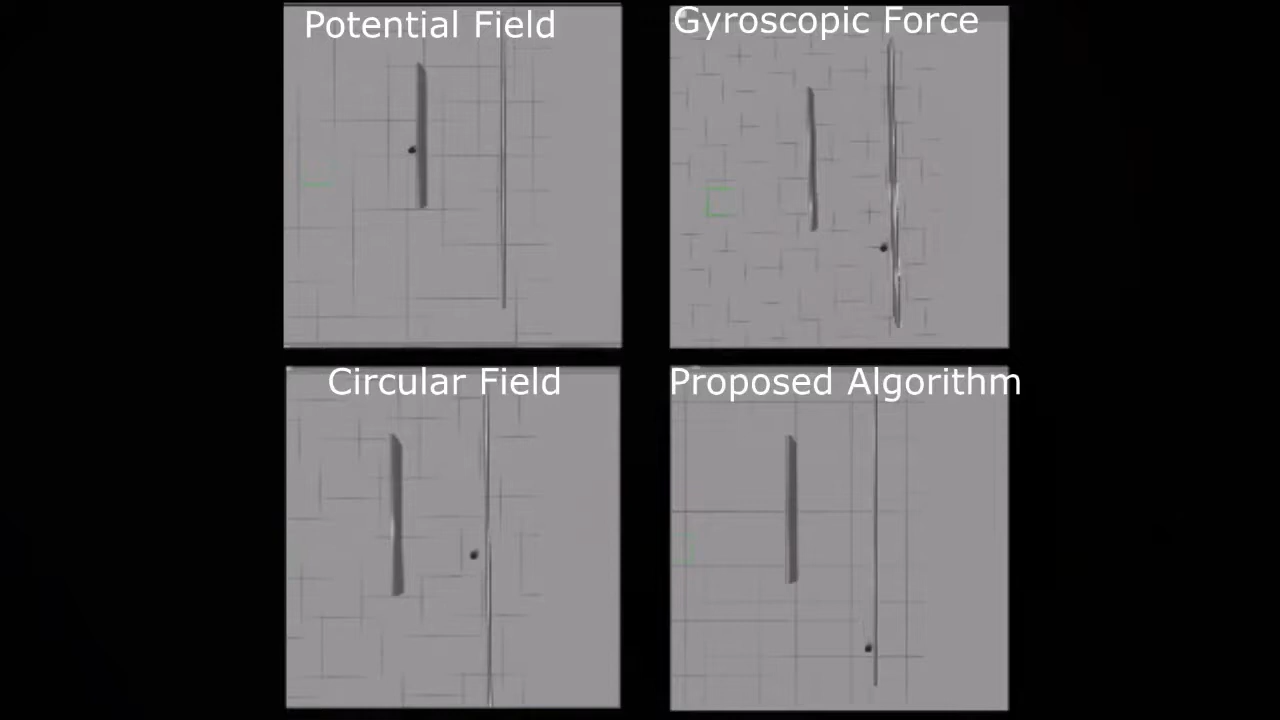 Potential Field
Gyroscopic Force
Circular Field
Proposed Algorithm